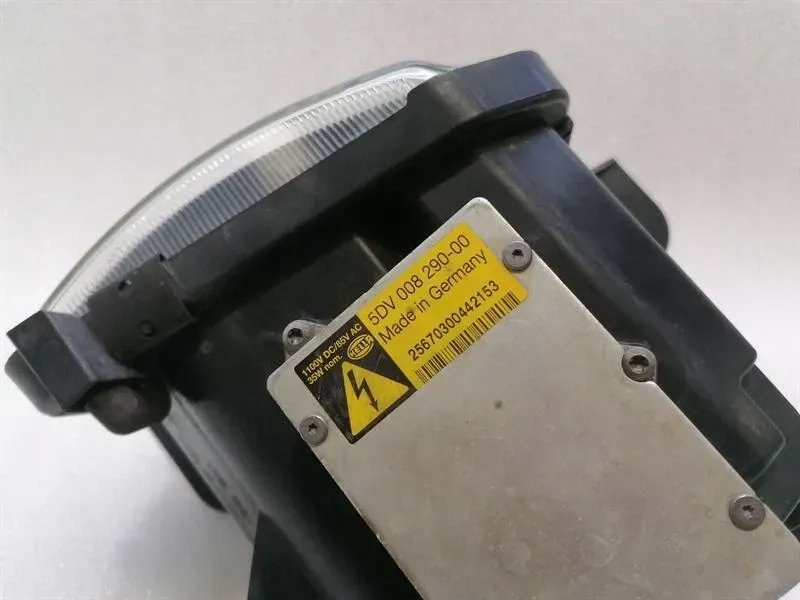 5DV 008 290-00
Made in Germany
25670300442153
1100V DC/85V AC
35W nom.
HELLA